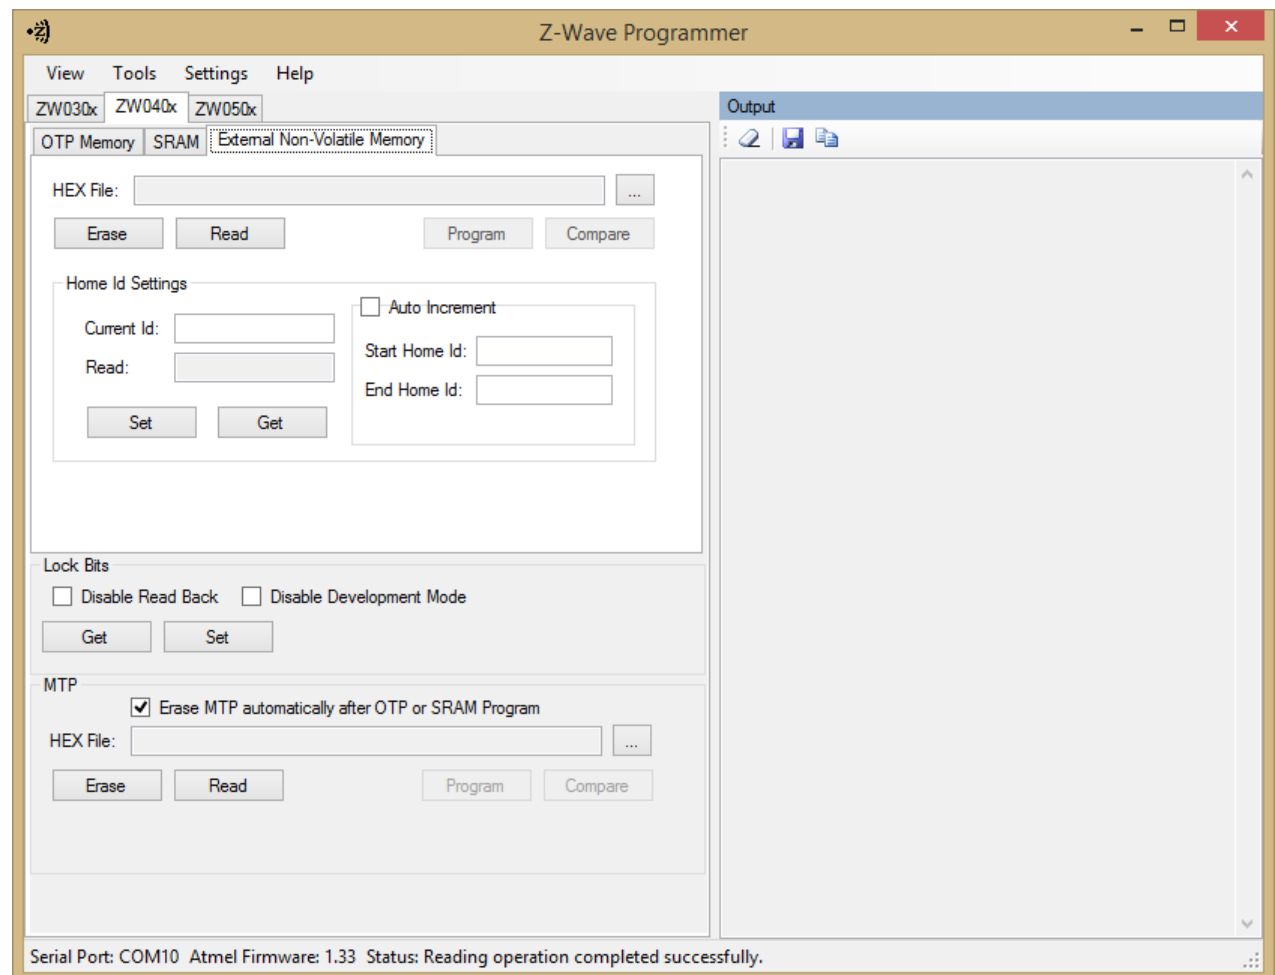 Z-Wave Programmer
View Tools Settings Help
ZW030x ZW040x ZW050x
OTP Memory SRAM External Non-Volatile Memory
HEX File: ...
Erase Read Program Compare
Home Id Settings
Current Id:
Read:
Set Get
Auto Increment
Start Home Id:
End Home Id:
Lock Bits
Disable Read Back Disable Development Mode
Get Set
MTP
Erase MTP automatically after OTP or SRAM Program
HEX File: ...
Erase Read Program Compare
Output
Serial Port: COM10 Atmel Firmware: 1.33 Status: Reading operation completed successfully.